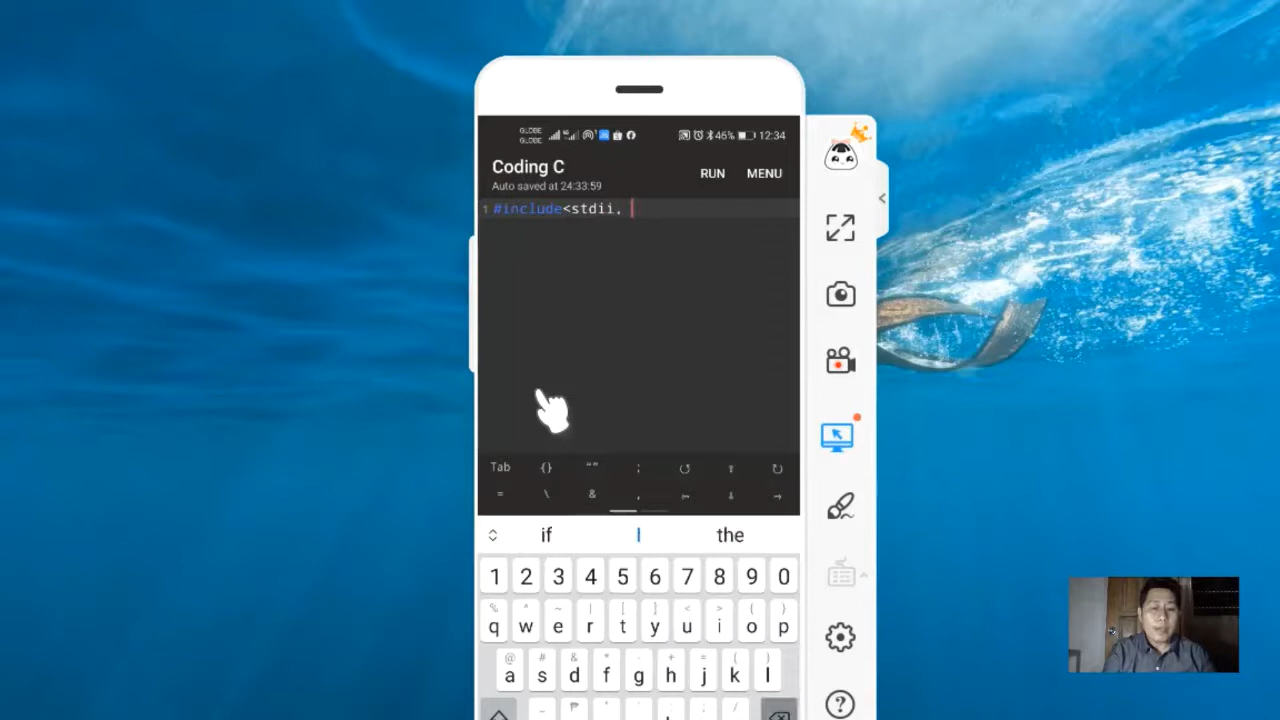 GLOBE
GLOBE
46% 12:34
Coding C
Auto saved at 24:33:59
RUN MENU
1 #include<stdii,
Tab {} "" ; ↺ ↑ ↻
= \ & , ← ↓ →
if I the
1 2 3 4 5 6 7 8 9 0
% ^ ~ | [ ] < > { }
q w e r t y u i o p
@ # & * - + = ( )
a s d f g h j k l